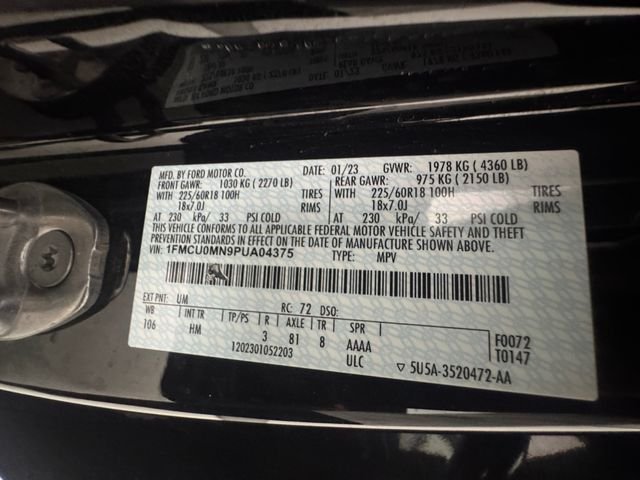 MFD. BY FORD MOTOR CO. DATE: 01/23 GVWR: 1978 KG ( 4360 LB)
FRONT GAWR: 1030 KG ( 2270 LB) REAR GAWR: 975 KG ( 2150 LB)
WITH 225/60R18 100H TIRES WITH 225/60R18 100H TIRES
18x7.0J RIMS 18x7.0J RIMS
AT 230 kPa/ 33 PSI COLD AT 230 kPa/ 33 PSI COLD
THIS VEHICLE CONFORMS TO ALL APPLICABLE FEDERAL MOTOR VEHICLE SAFETY AND THEFT
PREVENTION STANDARDS IN EFFECT ON THE DATE OF MANUFACTURE SHOWN ABOVE.
VIN: 1FMCU0MN9PUA04375 TYPE: MPV
EXT PNT: UM RC: 72 DSO:
WB INT TR TP/PS R AXLE TR SPR F0072
106 HM 3 81 8 AAAA T0147
1202301052203 ULC 5U5A-3520472-AA